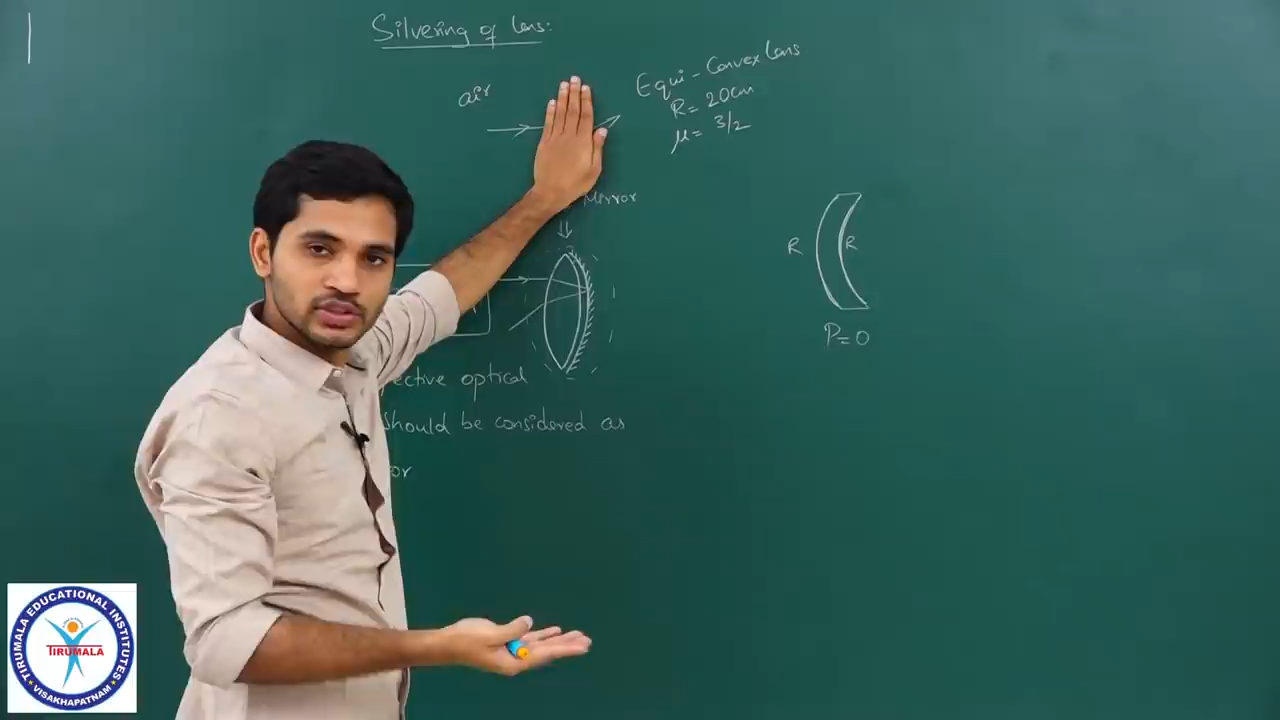 Silvering of Lens:
air
Equi-Convex Lens
R = 20cm
μ = 3/2
Mirror
R
R
P=0
ective optical
should be considered as
or
TIRUMALA EDUCATIONAL INSTITUTES
TIRUMALA
VISAKHAPATNAM